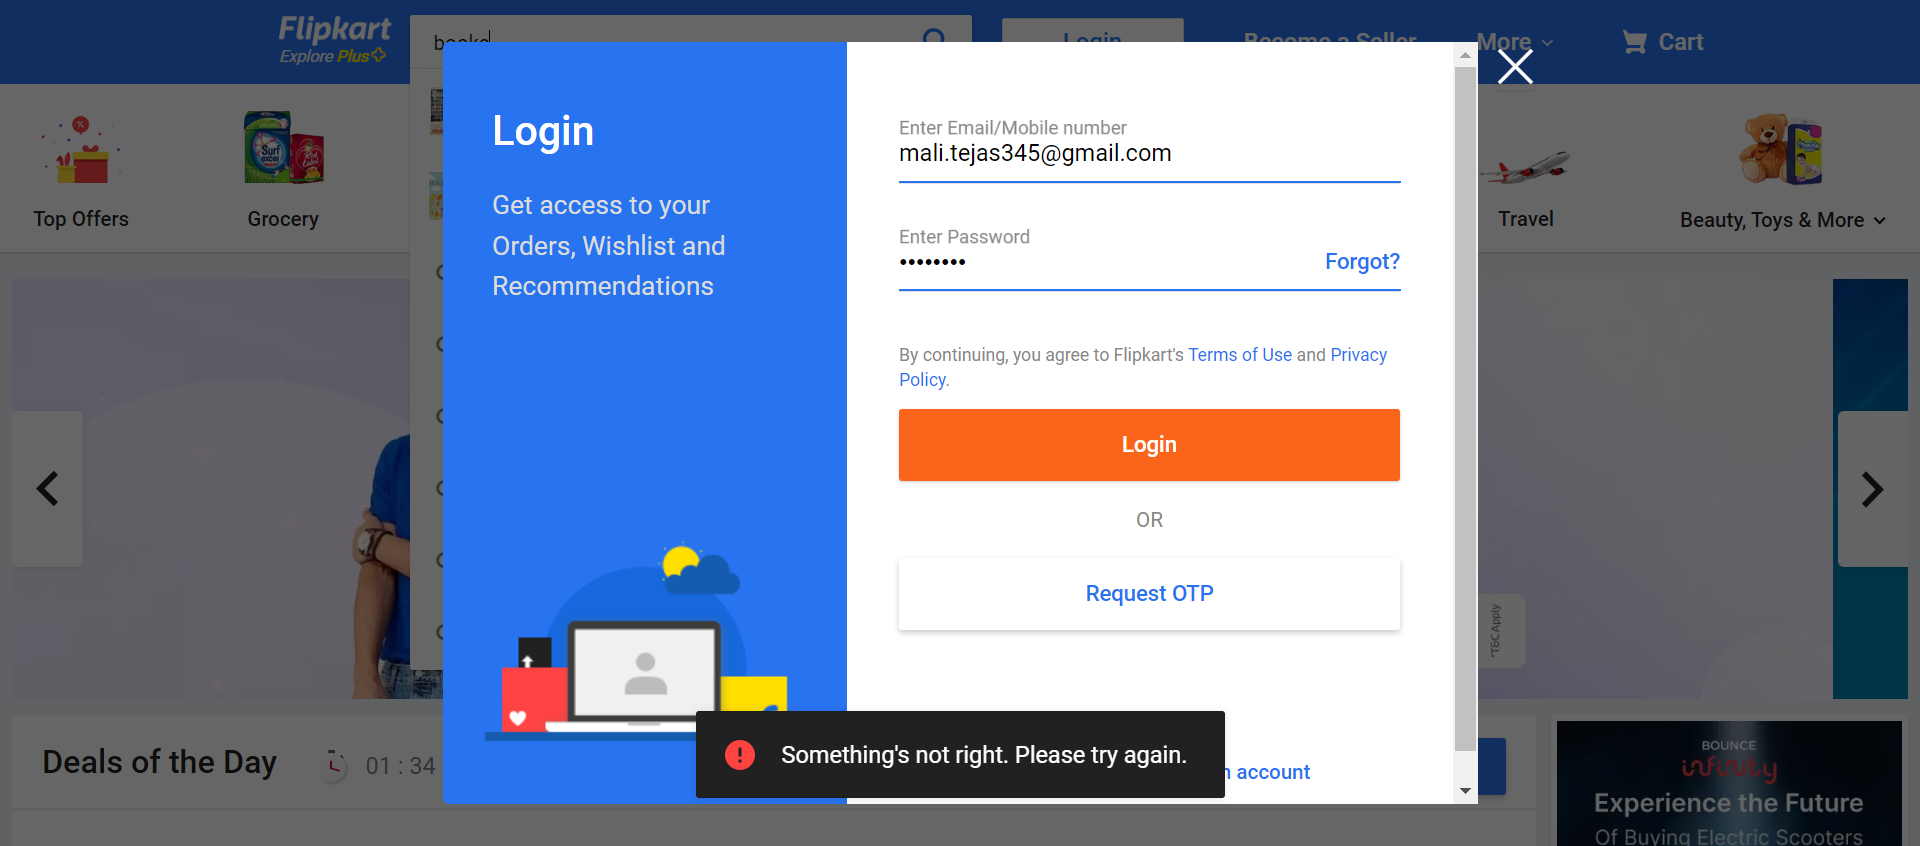 Flipkart
Explore Plus
Login
Become a Seller
More
Cart
Top Offers
Grocery
Travel
Beauty, Toys & More
Login
Get access to your
Orders, Wishlist and
Recommendations
Enter Email/Mobile number
mali.tejas345@gmail.com
Enter Password
••••••••
Forgot?
By continuing, you agree to Flipkart's Terms of Use and Privacy
Policy.
Login
OR
Request OTP
*T&C Apply
Something's not right. Please try again.
account
Deals of the Day
01 : 34
BOUNCE
infinity
Experience the Future
Of Buying Electric Scooters